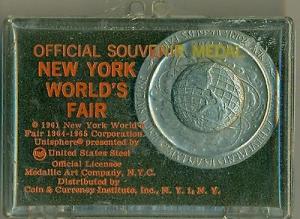 OFFICIAL SOUVENIR MEDAL
NEW YORK
WORLD'S
FAIR
© 1961 New York World's
Fair 1964-1965 Corporation
Unisphere® presented by
USS United States Steel
Official Licensee
Medallic Art Company, N.Y.C.
Distributed by
Coin & Currency Institute, Inc., N. Y. 1, N. Y.